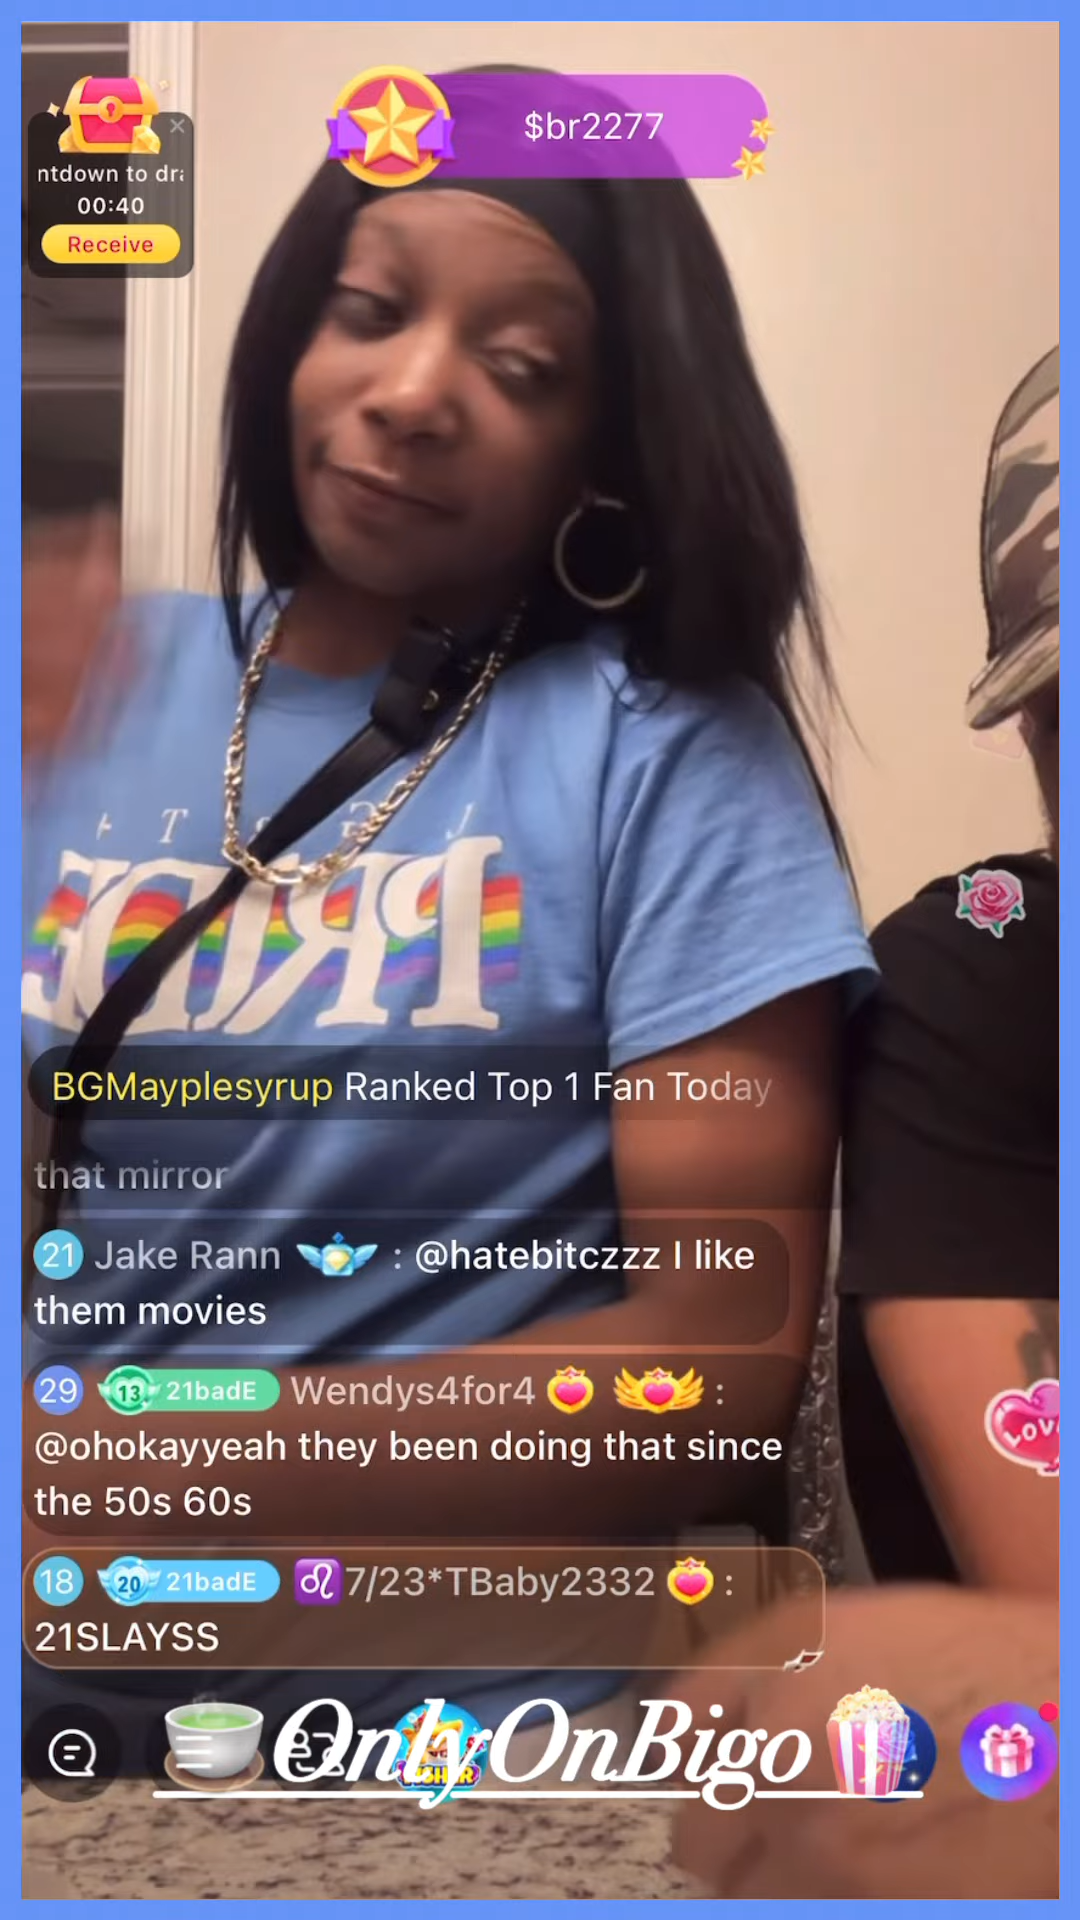 $br2277
ntdown to dra
00:40
Receive
PRIDE
BGMayplesyrup Ranked Top 1 Fan Today
that mirror
21 Jake Rann : @hatebitczzz I like
them movies
29 13 21badE Wendys4for4 :
@ohokayyeah they been doing that since
the 50s 60s
18 20 21badE ♌7/23*TBaby2332 :
21SLAYSS
LOV
🍵OnlyOnBigo🍿